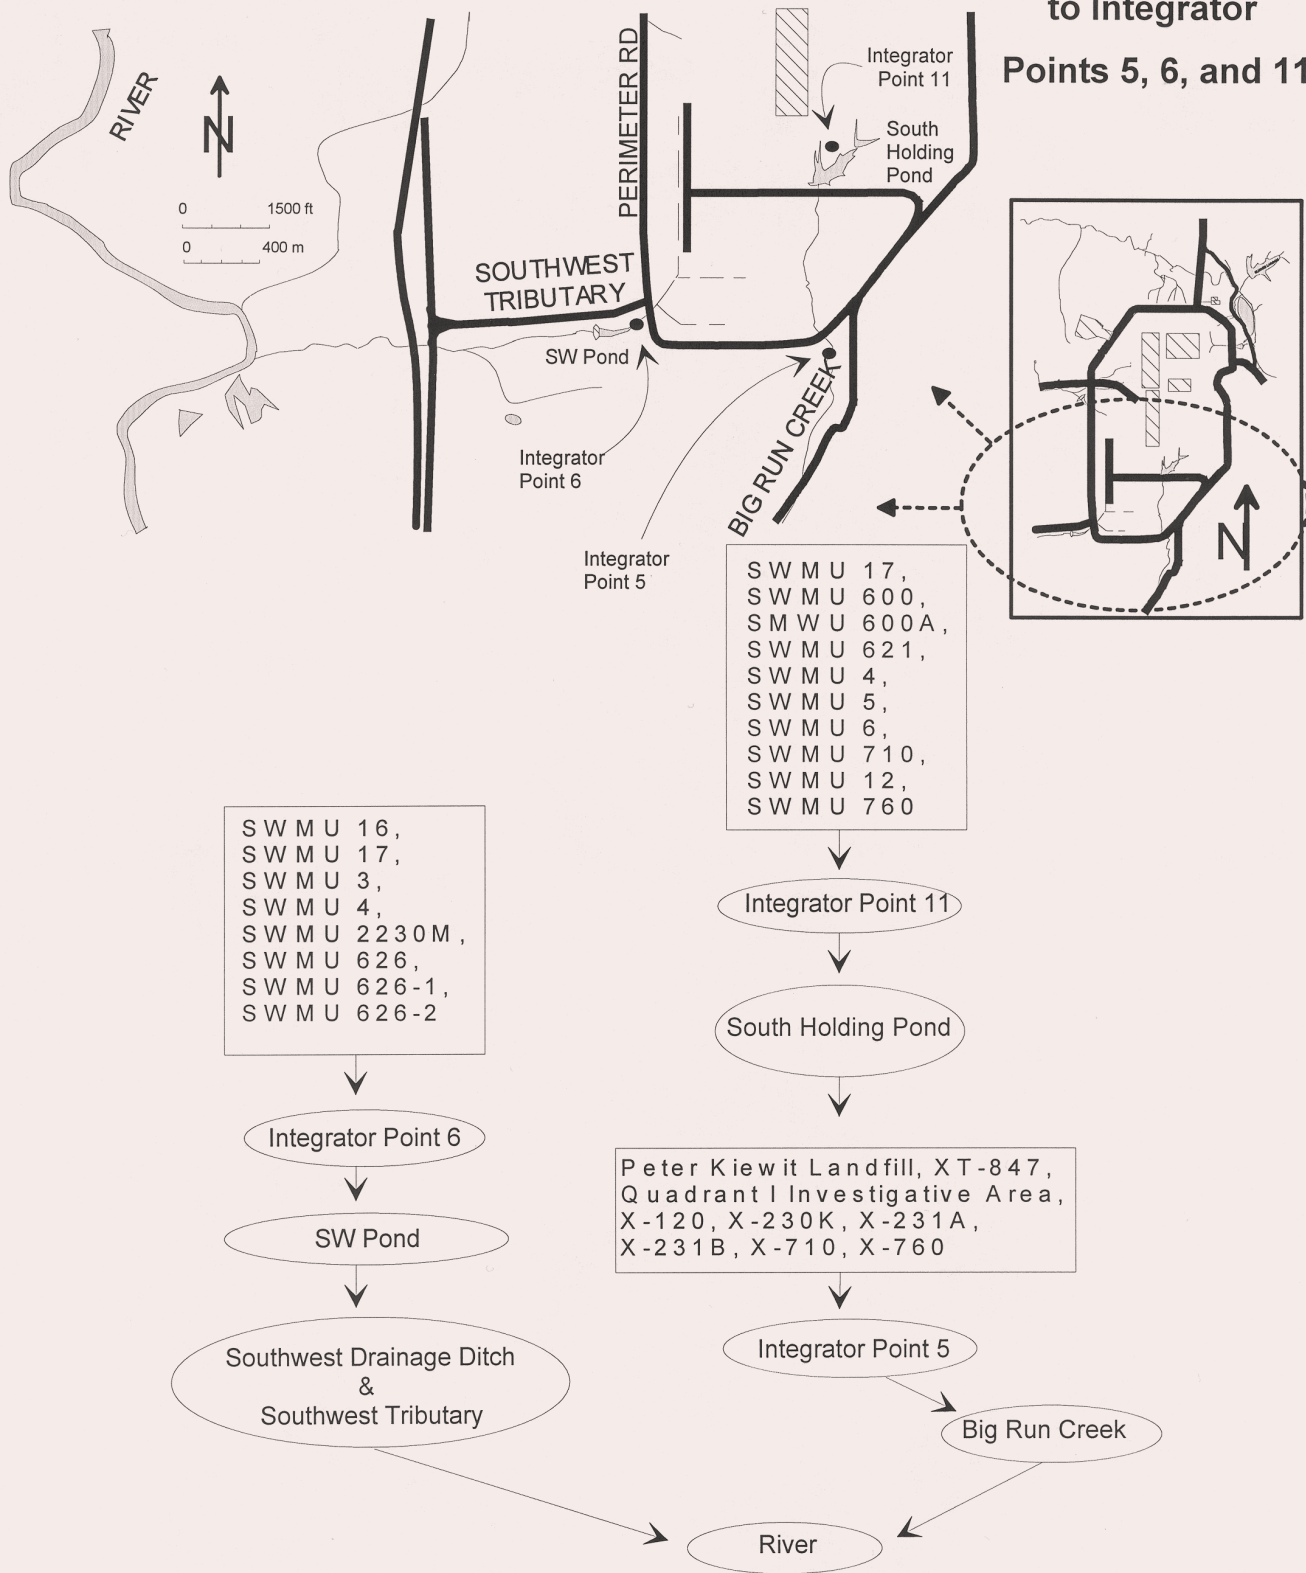 to Integrator
Points 5, 6, and 11
RIVER
N
0 1500 ft
0 400 m
PERIMETER RD
Integrator
Point 11
South
Holding
Pond
SOUTHWEST
TRIBUTARY
SW Pond
Integrator
Point 6
Integrator
Point 5
BIG RUN CREEK
N
SWMU 17,
SWMU 600,
SMWU 600A,
SWMU 621,
SWMU 4,
SWMU 5,
SWMU 6,
SWMU 710,
SWMU 12,
SWMU 760
SWMU 16,
SWMU 17,
SWMU 3,
SWMU 4,
SWMU 2230M,
SWMU 626,
SWMU 626-1,
SWMU 626-2
Integrator Point 11
South Holding Pond
Integrator Point 6
SW Pond
Peter Kiewit Landfill, XT-847,
Quadrant I Investigative Area,
X-120, X-230K, X-231A,
X-231B, X-710, X-760
Southwest Drainage Ditch
&
Southwest Tributary
Integrator Point 5
Big Run Creek
River